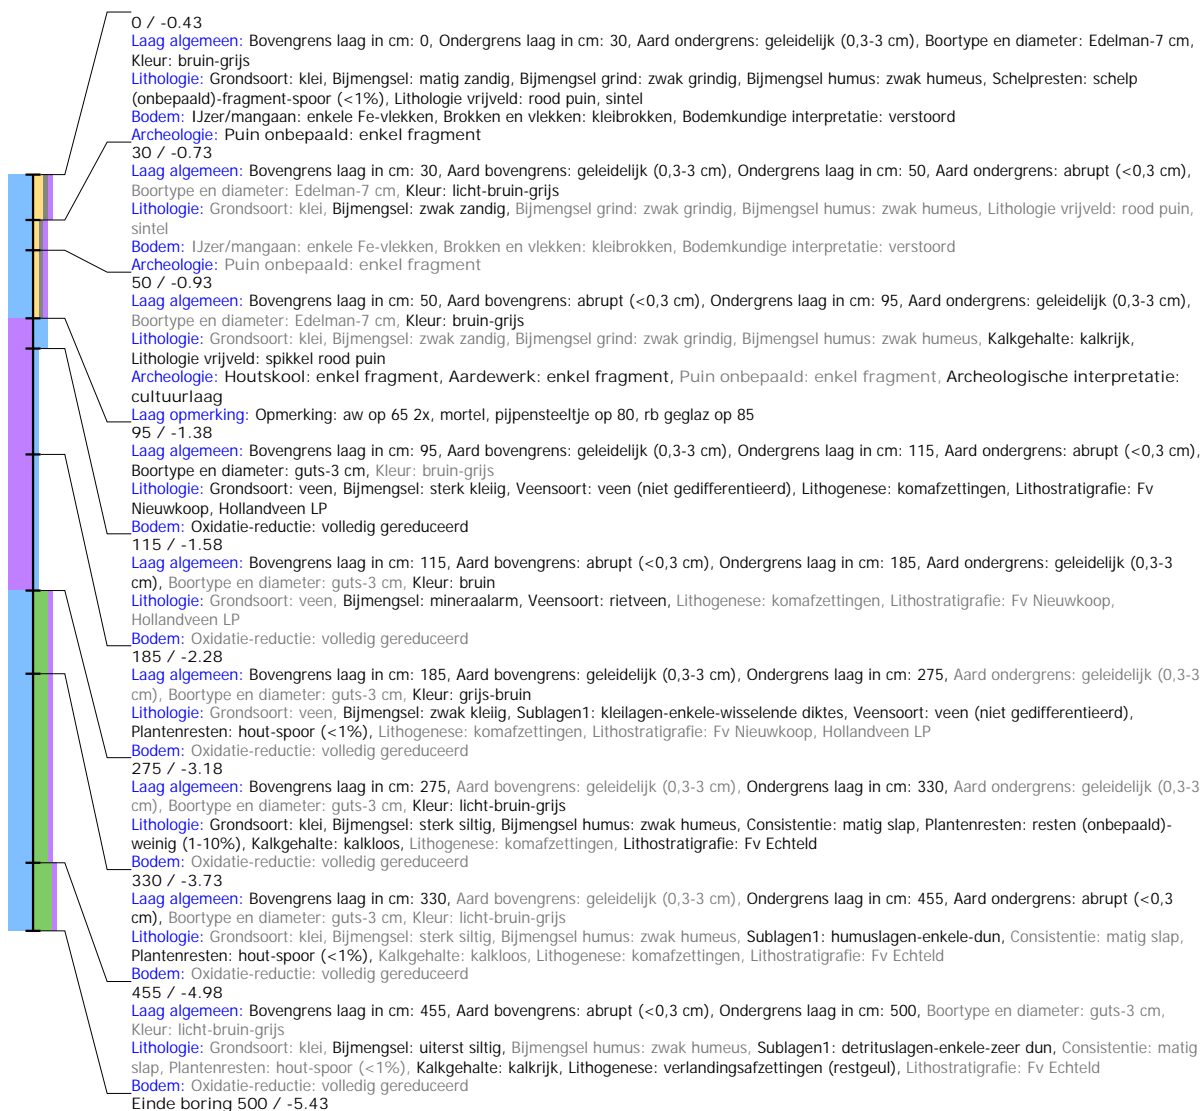 0 / -0.43
Laag algemeen: Bovengrens laag in cm: 0, Ondergrens laag in cm: 30, Aard ondergrens: geleidelijk (0,3-3 cm), Boortype en diameter: Edelman-7 cm,
Kleur: bruin-grijs
Lithologie: Grondsoort: klei, Bijmengsel: matig zandig, Bijmengsel grind: zwak grindig, Bijmengsel humus: zwak humeus, Schelpresten: schelp
(onbepaald)-fragment-spoor (<1%), Lithologie vrijveld: rood puin, sintel
Bodem: IJzer/mangaan: enkele Fe-vlekken, Brokken en vlekken: kleibrokken, Bodemkundige interpretatie: verstoord
Archeologie: Puin onbepaald: enkel fragment
30 / -0.73
Laag algemeen: Bovengrens laag in cm: 30, Aard bovengrens: geleidelijk (0,3-3 cm), Ondergrens laag in cm: 50, Aard ondergrens: abrupt (<0,3 cm),
Boortype en diameter: Edelman-7 cm, Kleur: licht-bruin-grijs
Lithologie: Grondsoort: klei, Bijmengsel: zwak zandig, Bijmengsel grind: zwak grindig, Bijmengsel humus: zwak humeus, Lithologie vrijveld: rood puin,
sintel
Bodem: IJzer/mangaan: enkele Fe-vlekken, Brokken en vlekken: kleibrokken, Bodemkundige interpretatie: verstoord
Archeologie: Puin onbepaald: enkel fragment
50 / -0.93
Laag algemeen: Bovengrens laag in cm: 50, Aard bovengrens: abrupt (<0,3 cm), Ondergrens laag in cm: 95, Aard ondergrens: geleidelijk (0,3-3 cm),
Boortype en diameter: Edelman-7 cm, Kleur: bruin-grijs
Lithologie: Grondsoort: klei, Bijmengsel: zwak zandig, Bijmengsel grind: zwak grindig, Bijmengsel humus: zwak humeus, Kalkgehalte: kalkrijk,
Lithologie vrijveld: spikkel rood puin
Archeologie: Houtskool: enkel fragment, Aardewerk: enkel fragment, Puin onbepaald: enkel fragment, Archeologische interpretatie:
cultuurlaag
Laag opmerking: Opmerking: aw op 65 2x, mortel, pijpensteeltje op 80, rb geglaz op 85
95 / -1.38
Laag algemeen: Bovengrens laag in cm: 95, Aard bovengrens: geleidelijk (0,3-3 cm), Ondergrens laag in cm: 115, Aard ondergrens: abrupt (<0,3 cm),
Boortype en diameter: guts-3 cm, Kleur: bruin-grijs
Lithologie: Grondsoort: veen, Bijmengsel: sterk kleiig, Veensoort: veen (niet gedifferentieerd), Lithogenese: komafzettingen, Lithostratigrafie: Fv
Nieuwkoop, Hollandveen LP
Bodem: Oxidatie-reductie: volledig gereduceerd
115 / -1.58
Laag algemeen: Bovengrens laag in cm: 115, Aard bovengrens: abrupt (<0,3 cm), Ondergrens laag in cm: 185, Aard ondergrens: geleidelijk (0,3-3
cm), Boortype en diameter: guts-3 cm, Kleur: bruin
Lithologie: Grondsoort: veen, Bijmengsel: mineraalarm, Veensoort: rietveen, Lithogenese: komafzettingen, Lithostratigrafie: Fv Nieuwkoop,
Hollandveen LP
Bodem: Oxidatie-reductie: volledig gereduceerd
185 / -2.28
Laag algemeen: Bovengrens laag in cm: 185, Aard bovengrens: geleidelijk (0,3-3 cm), Ondergrens laag in cm: 275, Aard ondergrens: geleidelijk (0,3-3
cm), Boortype en diameter: guts-3 cm, Kleur: grijs-bruin
Lithologie: Grondsoort: veen, Bijmengsel: zwak kleiig, Sublagen1: kleilagen-enkele-wisselende diktes, Veensoort: veen (niet gedifferentieerd),
Plantenresten: hout-spoor (<1%), Lithogenese: komafzettingen, Lithostratigrafie: Fv Nieuwkoop, Hollandveen LP
Bodem: Oxidatie-reductie: volledig gereduceerd
275 / -3.18
Laag algemeen: Bovengrens laag in cm: 275, Aard bovengrens: geleidelijk (0,3-3 cm), Ondergrens laag in cm: 330, Aard ondergrens: geleidelijk (0,3-3
cm), Boortype en diameter: guts-3 cm, Kleur: licht-bruin-grijs
Lithologie: Grondsoort: klei, Bijmengsel: sterk siltig, Bijmengsel humus: zwak humeus, Consistentie: matig slap, Plantenresten: resten (onbepaald)-
weinig (1-10%), Kalkgehalte: kalkloos, Lithogenese: komafzettingen, Lithostratigrafie: Fv Echteld
Bodem: Oxidatie-reductie: volledig gereduceerd
330 / -3.73
Laag algemeen: Bovengrens laag in cm: 330, Aard bovengrens: geleidelijk (0,3-3 cm), Ondergrens laag in cm: 455, Aard ondergrens: abrupt (<0,3
cm), Boortype en diameter: guts-3 cm, Kleur: licht-bruin-grijs
Lithologie: Grondsoort: klei, Bijmengsel: sterk siltig, Bijmengsel humus: zwak humeus, Sublagen1: humuslagen-enkele-dun, Consistentie: matig slap,
Plantenresten: hout-spoor (<1%), Kalkgehalte: kalkloos, Lithogenese: komafzettingen, Lithostratigrafie: Fv Echteld
Bodem: Oxidatie-reductie: volledig gereduceerd
455 / -4.98
Laag algemeen: Bovengrens laag in cm: 455, Aard bovengrens: abrupt (<0,3 cm), Ondergrens laag in cm: 500, Boortype en diameter: guts-3 cm,
Kleur: licht-bruin-grijs
Lithologie: Grondsoort: klei, Bijmengsel: uiterst siltig, Bijmengsel humus: zwak humeus, Sublagen1: detrituslagen-enkele-zeer dun, Consistentie: matig
slap, Plantenresten: hout-spoor (<1%), Kalkgehalte: kalkrijk, Lithogenese: verlandingsafzettingen (restgeul), Lithostratigrafie: Fv Echteld
Bodem: Oxidatie-reductie: volledig gereduceerd
Einde boring 500 / -5.43